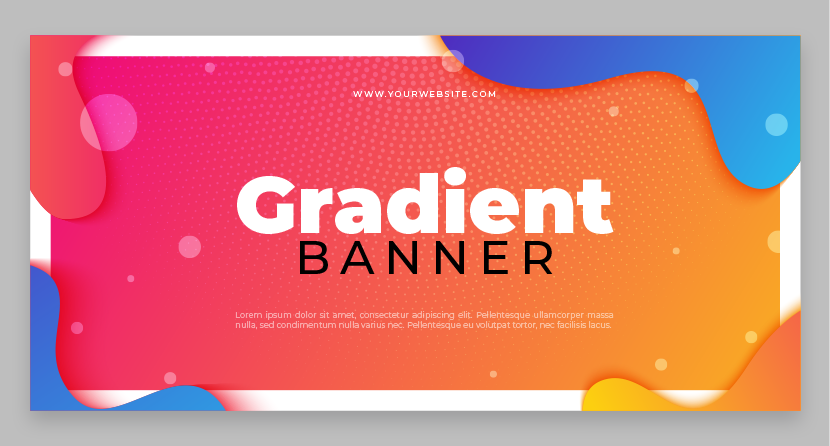 WWW.YOURWEBSITE.COM
Gradient
BANNER
Lorem ipsum dolor sit amet, consectetur adipiscing elit. Pellentesque ullamcorper massa
nulla, sed condimentum nulla varius nec. Pellentesque eu volutpat tortor, nec facilisis lacus.